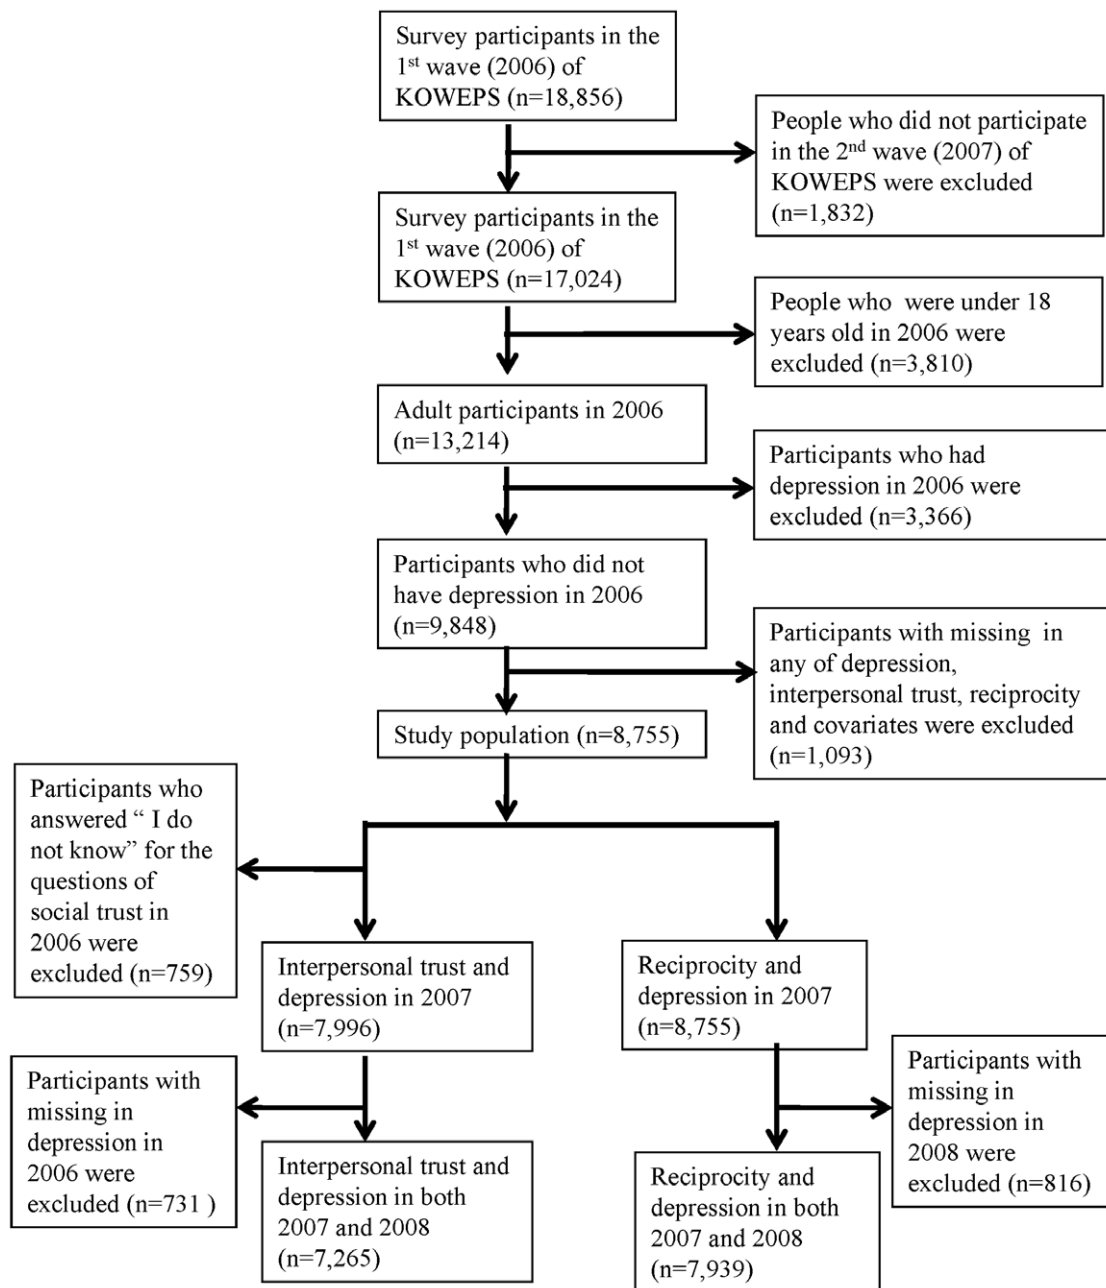 Survey participants in the
1st wave (2006) of
KOWEPS (n=18,856)
People who did not participate
in the 2nd wave (2007) of
KOWEPS were excluded
(n=1,832)
Survey participants in the
1st wave (2006) of
KOWEPS (n=17,024)
People who  were under 18
years old in 2006 were
excluded (n=3,810)
Adult participants in 2006
(n=13,214)
Participants who had
depression in 2006 were
excluded (n=3,366)
Participants who did not
have depression in 2006
(n=9,848)
Participants with missing  in
any of depression,
interpersonal trust, reciprocity
and covariates were excluded
(n=1,093)
Study population (n=8,755)
Participants who
answered “ I do
not know” for the
questions of
social trust in
2006 were
excluded (n=759)
Interpersonal trust and
depression in 2007
(n=7,996)
Reciprocity and
depression in 2007
(n=8,755)
Participants with
missing in
depression in
2006 were
excluded (n=731 )
Participants with
missing in
depression in
2008 were
excluded (n=816)
Interpersonal trust and
depression in both
2007 and 2008
(n=7,265)
Reciprocity and
depression in both
2007 and 2008
(n=7,939)